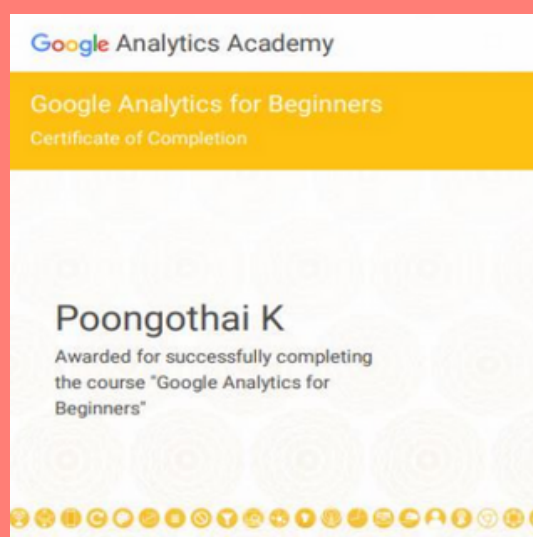 Google Analytics Academy
Google Analytics for Beginners
Certificate of Completion
Poongothai K
Awarded for successfully completing
the course "Google Analytics for
Beginners"